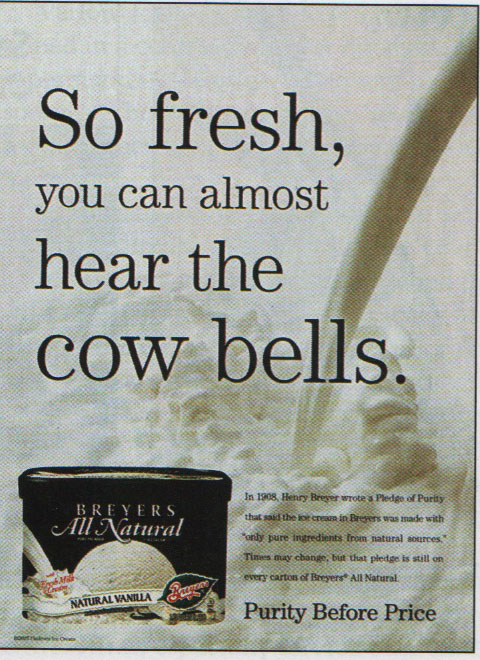 So fresh,
you can almost
hear the
cow bells.
BREYERS
All Natural
Fresh Milk
Cream
NATURAL VANILLA
Breyers
In 1908, Henry Breyer wrote a Pledge of Purity
that said the ice cream in Breyers was made with
"only pure ingredients from natural sources."
Times may change, but that pledge is still on
every carton of Breyers® All Natural.
Purity Before Price